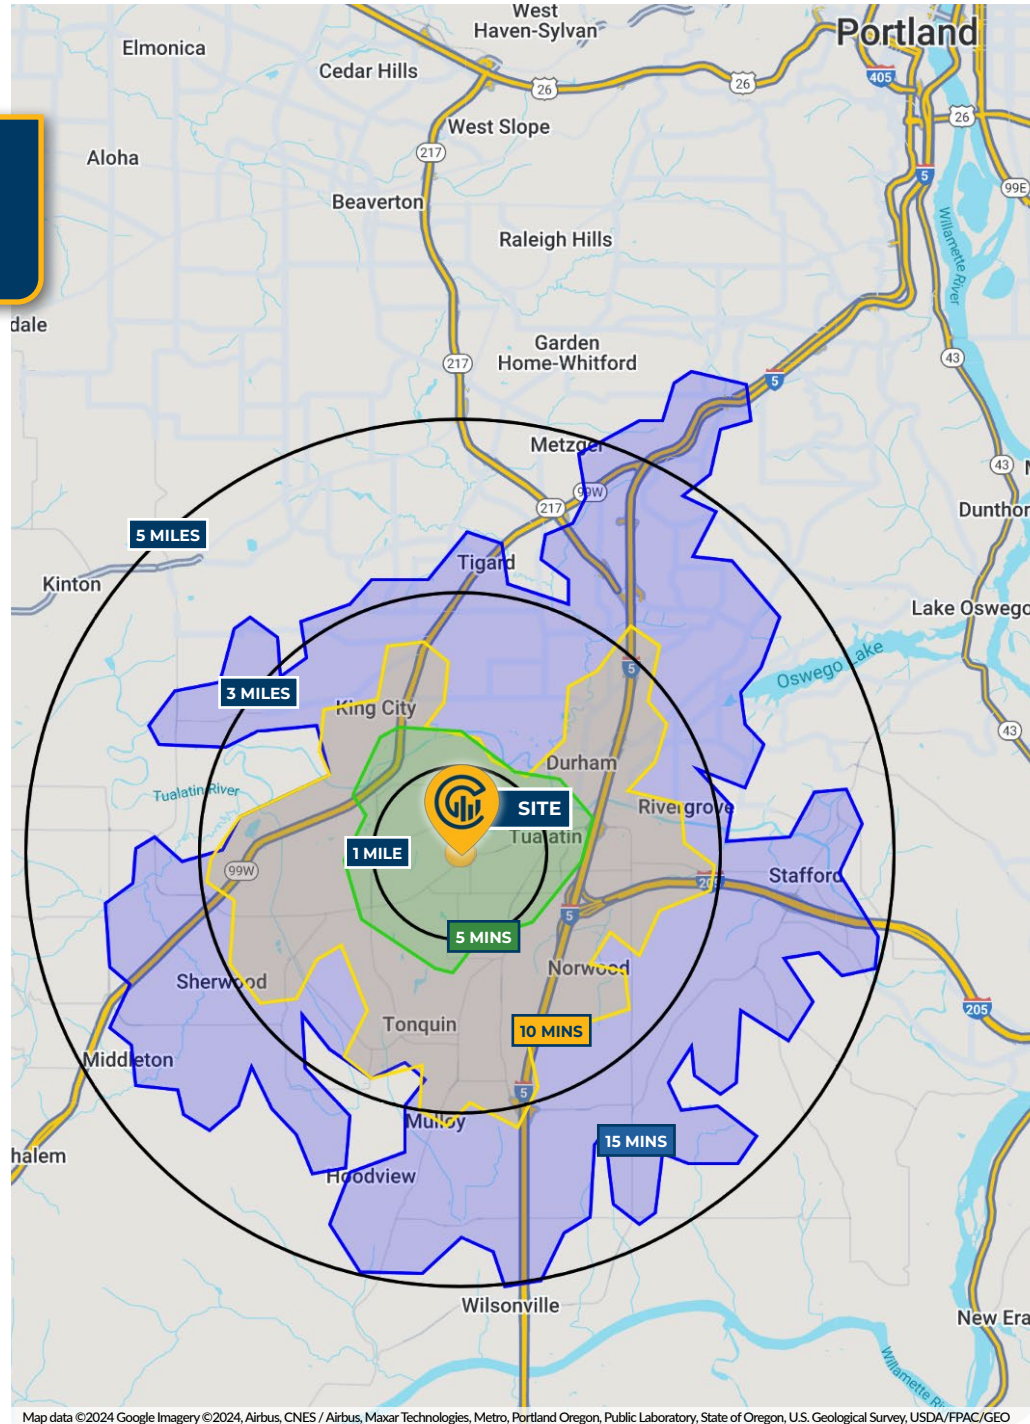 West
Haven-Sylvan
Portland
Elmonica
Cedar Hills
405
26
26
26
West Slope
217
Aloha
5
99E
Beaverton
Raleigh Hills
Willamette River
dale
Garden
Home-Whitford
217
43
5
Metzger
43
99W
217
Dunthor
5 MILES
Tigard
Kinton
Lake Oswego
Oswego Lake
5
3 MILES
King City
43
Durham
Tualatin River
SITE
Rivergrove
Tualatin
1 MILE
99W
Stafford
5
5 MINS
Norwood
Sherwood
205
Tonquin
10 MINS
Middleton
5
Mulloy
15 MINS
halem
Hoodview
Wilsonville
New Era
Map data ©2024 Google Imagery ©2024, Airbus, CNES / Airbus, Maxar Technologies, Metro, Portland Oregon, Public Laboratory, State of Oregon, U.S. Geological Survey, USDA/FPAC/GEO